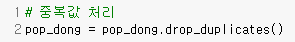 1 # 중복값 처리
2 pop_dong = pop_dong.drop_duplicates()